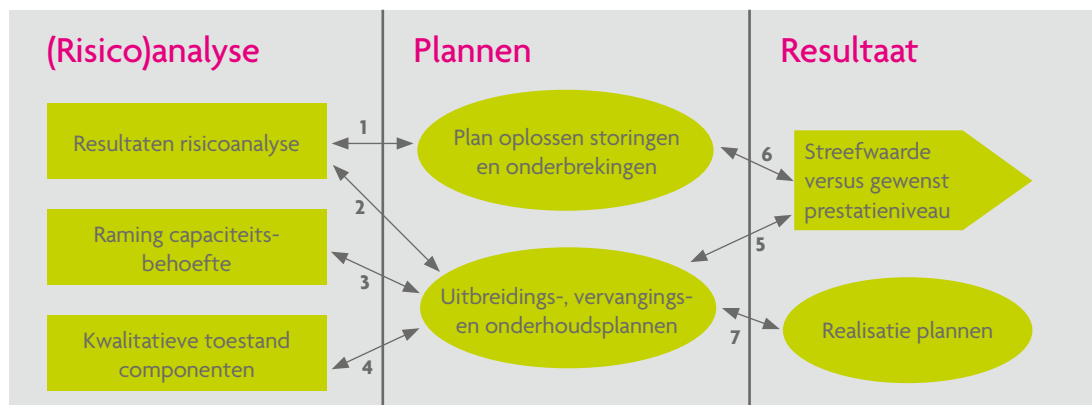 (Risico)analyse
Plannen
Resultaat
Resultaten risicoanalyse
1
Plan oplossen storingen
en onderbrekingen
6
Streefwaarde
versus gewenst
prestatieniveau
2
Raming capaciteits-
behoefte
3
5
Uitbreidings-, vervangings-
en onderhoudsplannen
7
Realisatie plannen
Kwalitatieve toestand
componenten
4